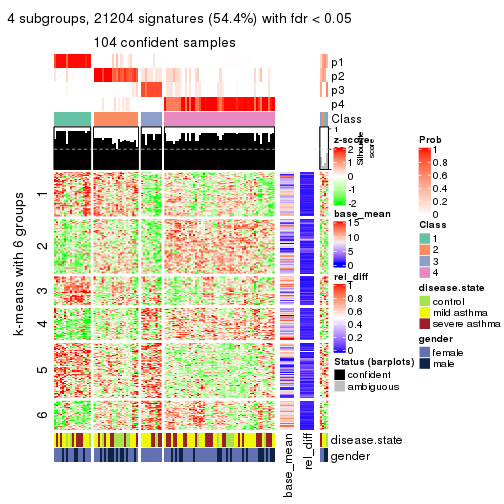 4 subgroups, 21204 signatures (54.4%) with fdr < 0.05
104 confident samples
p1
p2
p3
p4
Class
1
Silhouette
score
k-means with 6 groups
1
2
3
4
5
6
z-score
2
1
0
-1
-2
base_mean
15
10
5
0
rel_diff
1
0.8
0.6
0.4
0.2
0
Status (barplots)
confident
ambiguous
Prob
1
0.8
0.6
0.4
0.2
0
Class
1
2
3
4
disease.state
control
mild asthma
severe asthma
gender
female
male
disease.state
gender
base_mean
rel_diff